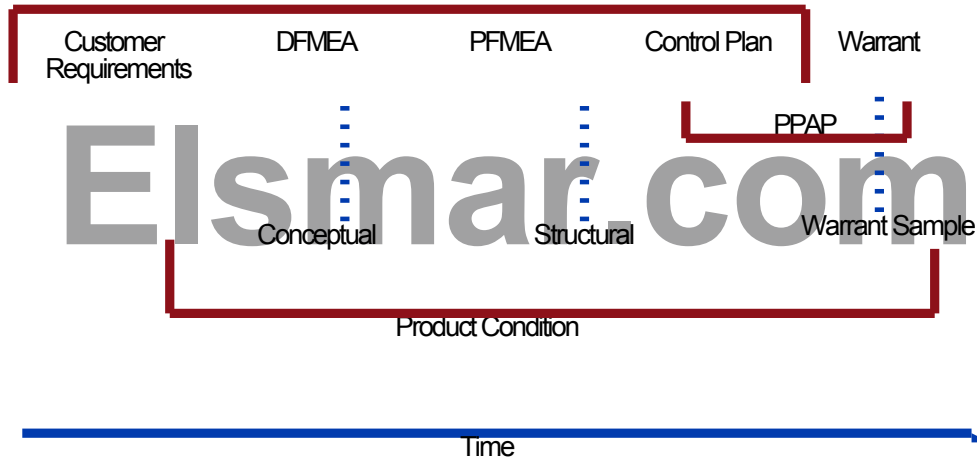 Customer
Requirements
DFMEA
PFMEA
Control Plan
Warrant
PPAP
Elsmar.com
Conceptual
Structural
Warrant Sample
Product Condition
Time